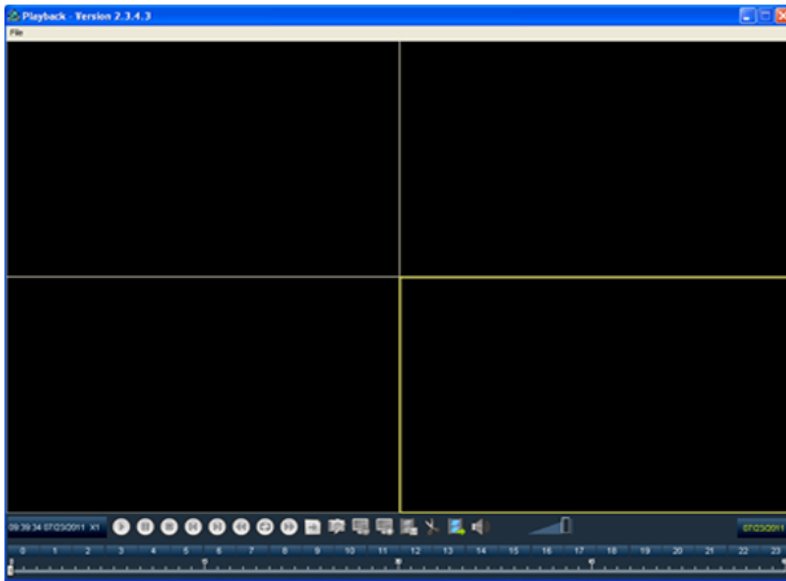 Playback - Version 2.3.4.3
File
09:39:34 07/23/2011 X1
07/23/2011
0 1 2 3 4 5 6 7 8 9 10 11 12 13 14 15 16 17 18 19 20 21 22 23